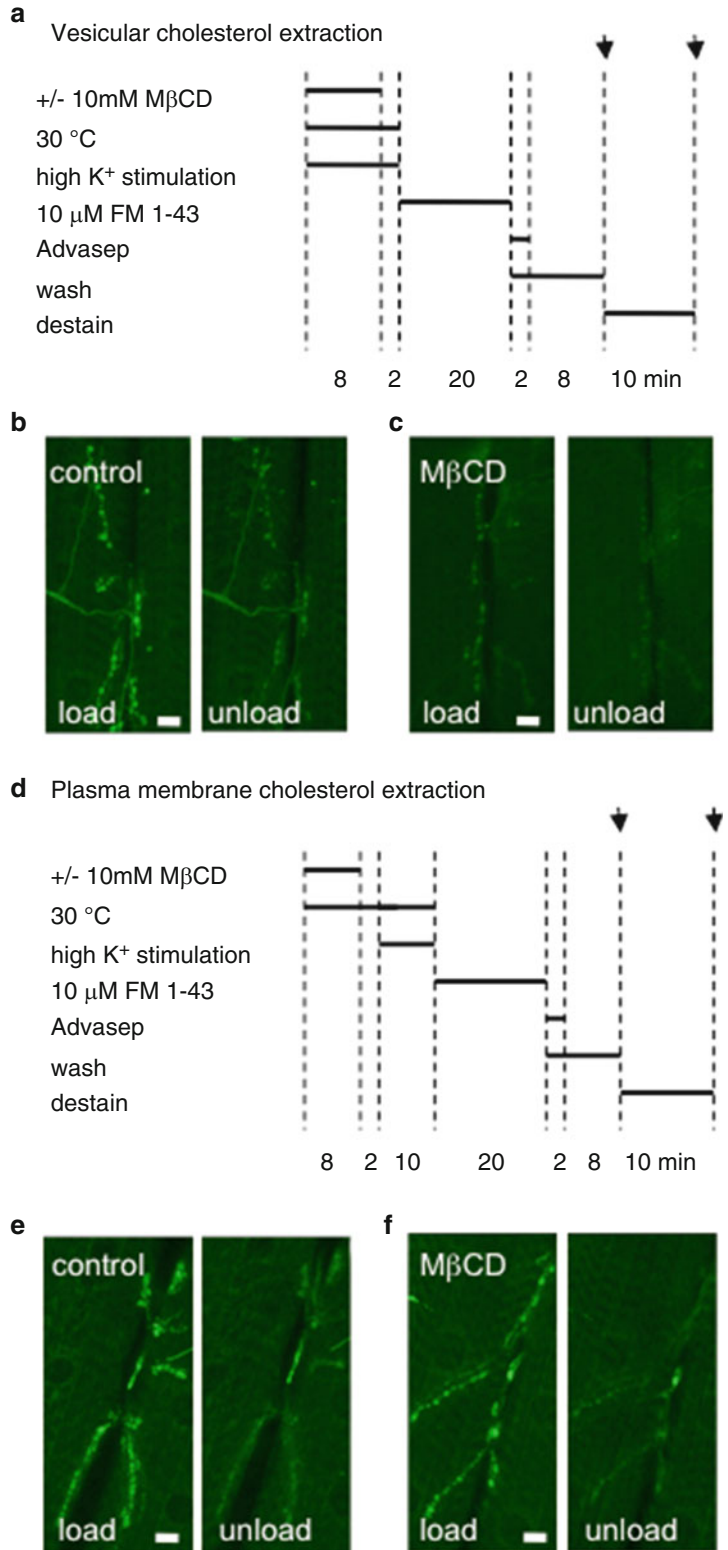 a Vesicular cholesterol extraction
+/- 10mM MβCD
30 °C
high K⁺ stimulation
10 μM FM 1-43
Advasep
wash
destain
8 2 20 2 8 10 min
b c
control MβCD
load unload load unload
d Plasma membrane cholesterol extraction
+/- 10mM MβCD
30 °C
high K⁺ stimulation
10 μM FM 1-43
Advasep
wash
destain
8 2 10 20 2 8 10 min
e f
control MβCD
load unload load unload